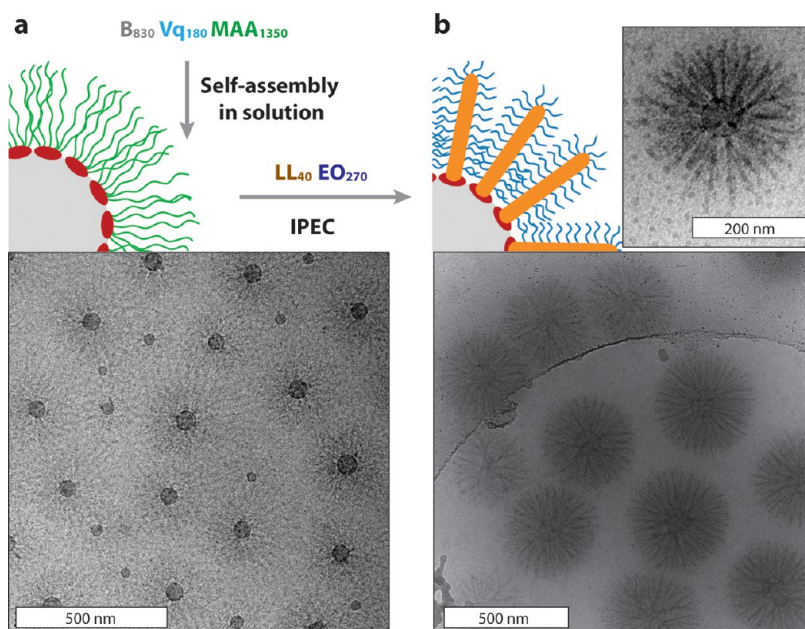 a
B830 Vq180 MAA1350
Self-assembly
in solution
LL40 EO270
IPEC
500 nm
b
200 nm
500 nm